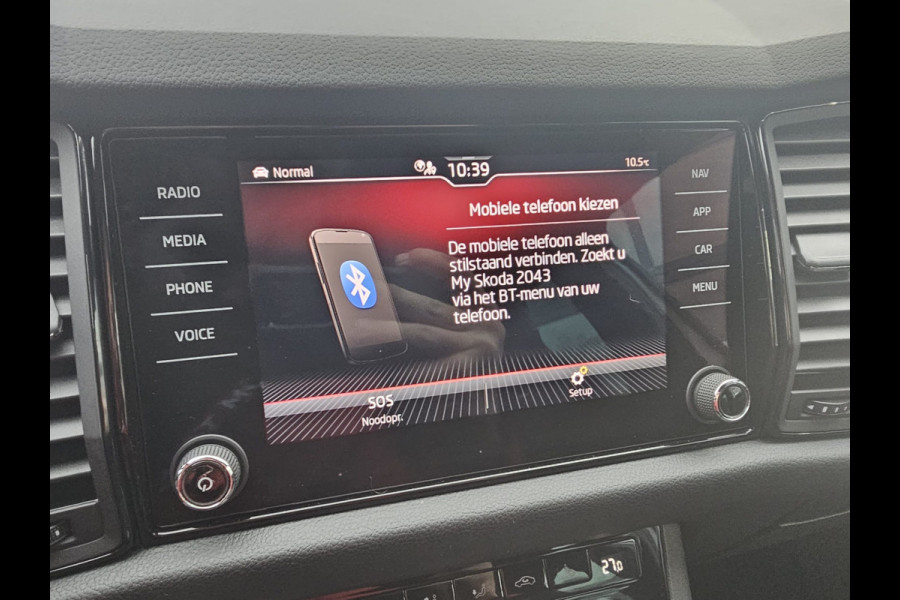 Normal
10:39
10.5°C
RADIO
MEDIA
PHONE
VOICE
Mobiele telefoon kiezen
De mobiele telefoon alleen
stilstaand verbinden. Zoekt u
My Skoda 2043
via het BT-menu van uw
telefoon.
NAV
APP
CAR
MENU
SOS
Noodopr.
Setup
27.0